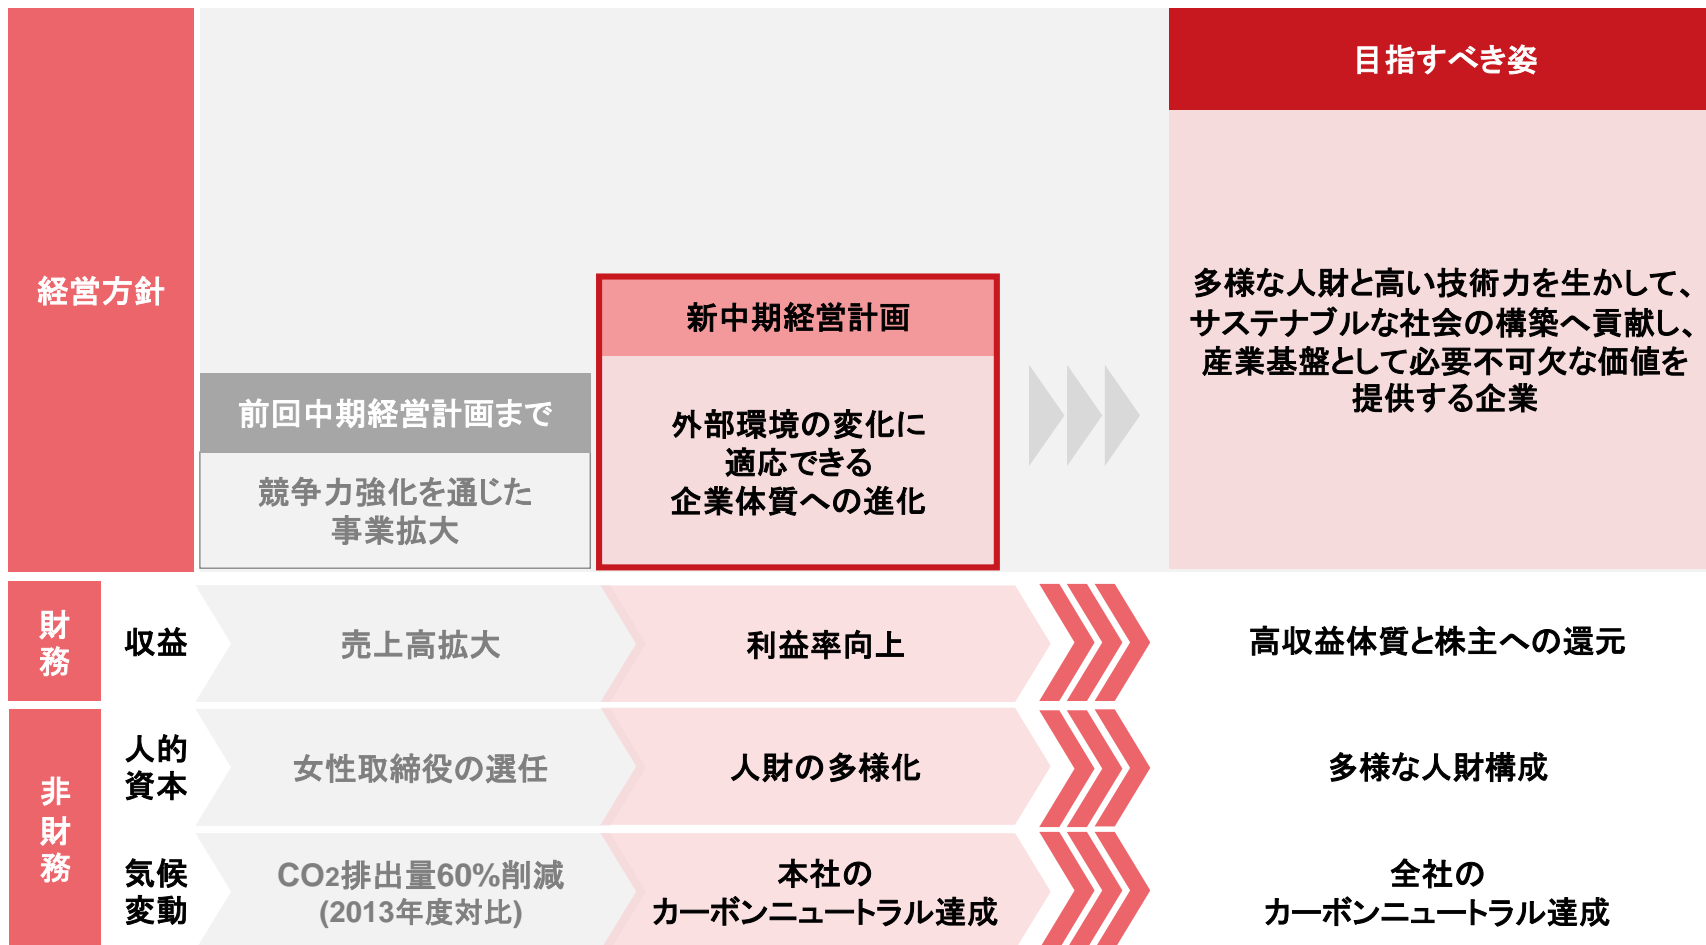 目指すべき姿
経営方針
多様な人財と高い技術力を生かして、
サステナブルな社会の構築へ貢献し、
産業基盤として必要不可欠な価値を
提供する企業
新中期経営計画
外部環境の変化に
適応できる
企業体質への進化
前回中期経営計画まで
競争力強化を通じた
事業拡大
財
務
収益
売上高拡大
利益率向上
高収益体質と株主への還元
非
財
務
人的
資本
女性取締役の選任
人財の多様化
多様な人財構成
気候
変動
CO2排出量60%削減
(2013年度対比)
本社の
カーボンニュートラル達成
全社の
カーボンニュートラル達成